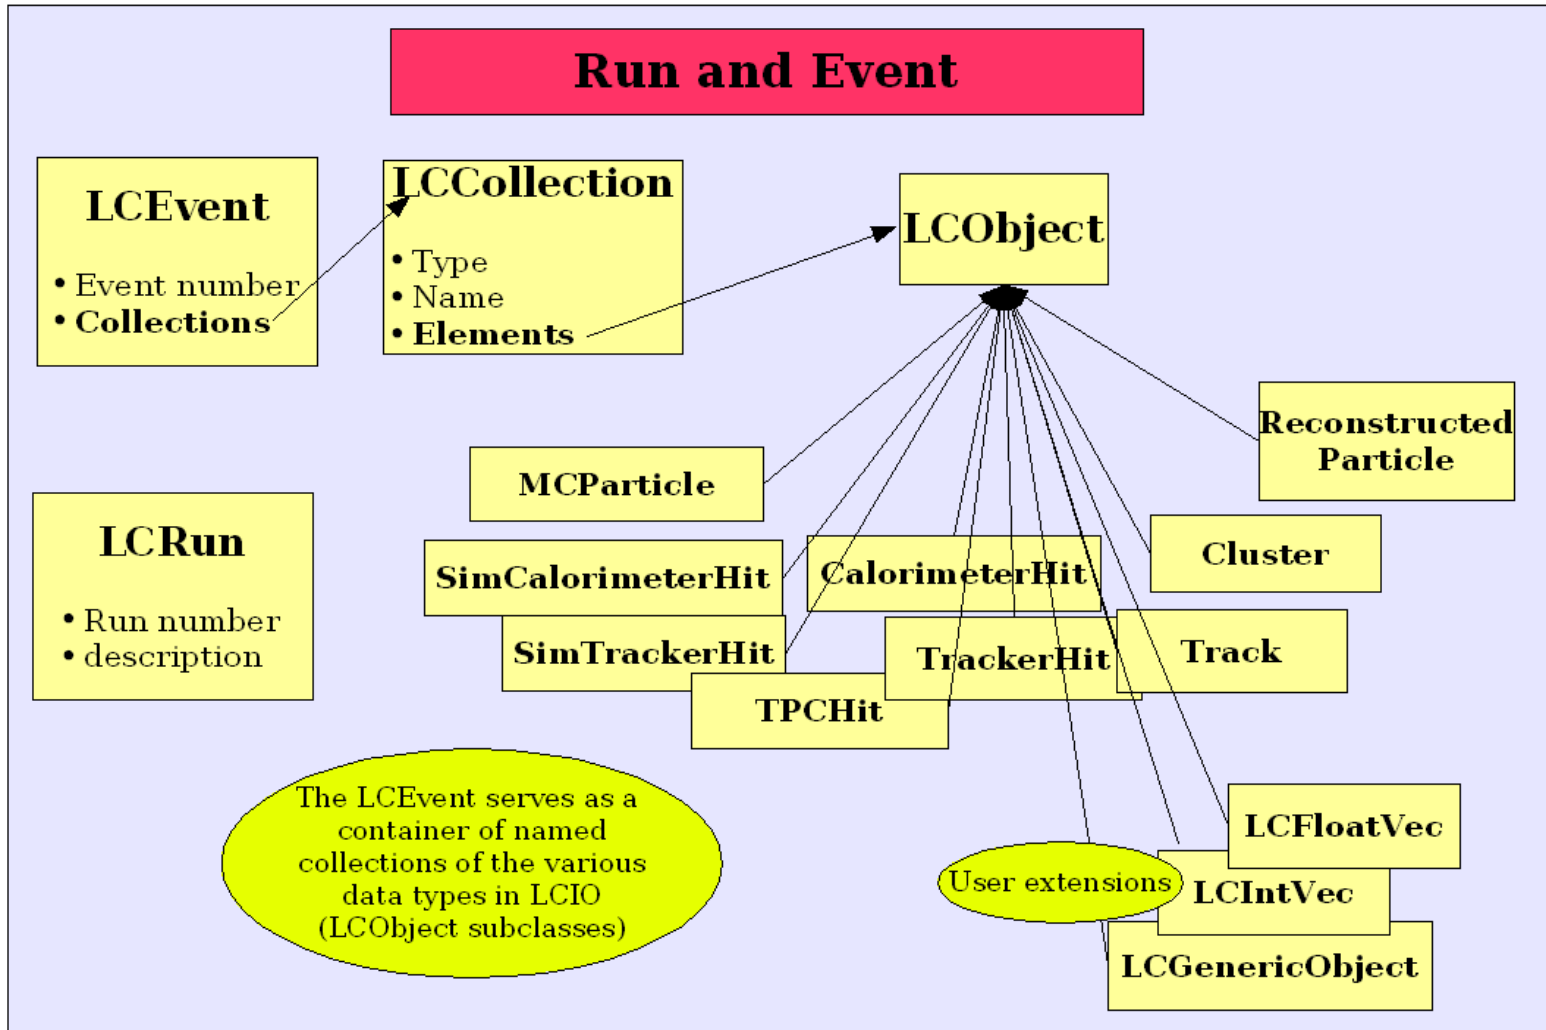 Run and Event
LCEvent
• Event number
• Collections
LCCollection
• Type
• Name
• Elements
LCObject
LCRun
• Run number
• description
MCParticle
SimCalorimeterHit
SimTrackerHit
TPCHit
CalorimeterHit
TrackerHit
Reconstructed
Particle
Cluster
Track
The LCEvent serves as a
container of named
collections of the various
data types in LCIO
(LCObject subclasses)
User extensions
LCFloatVec
LCIntVec
LCGenericObject